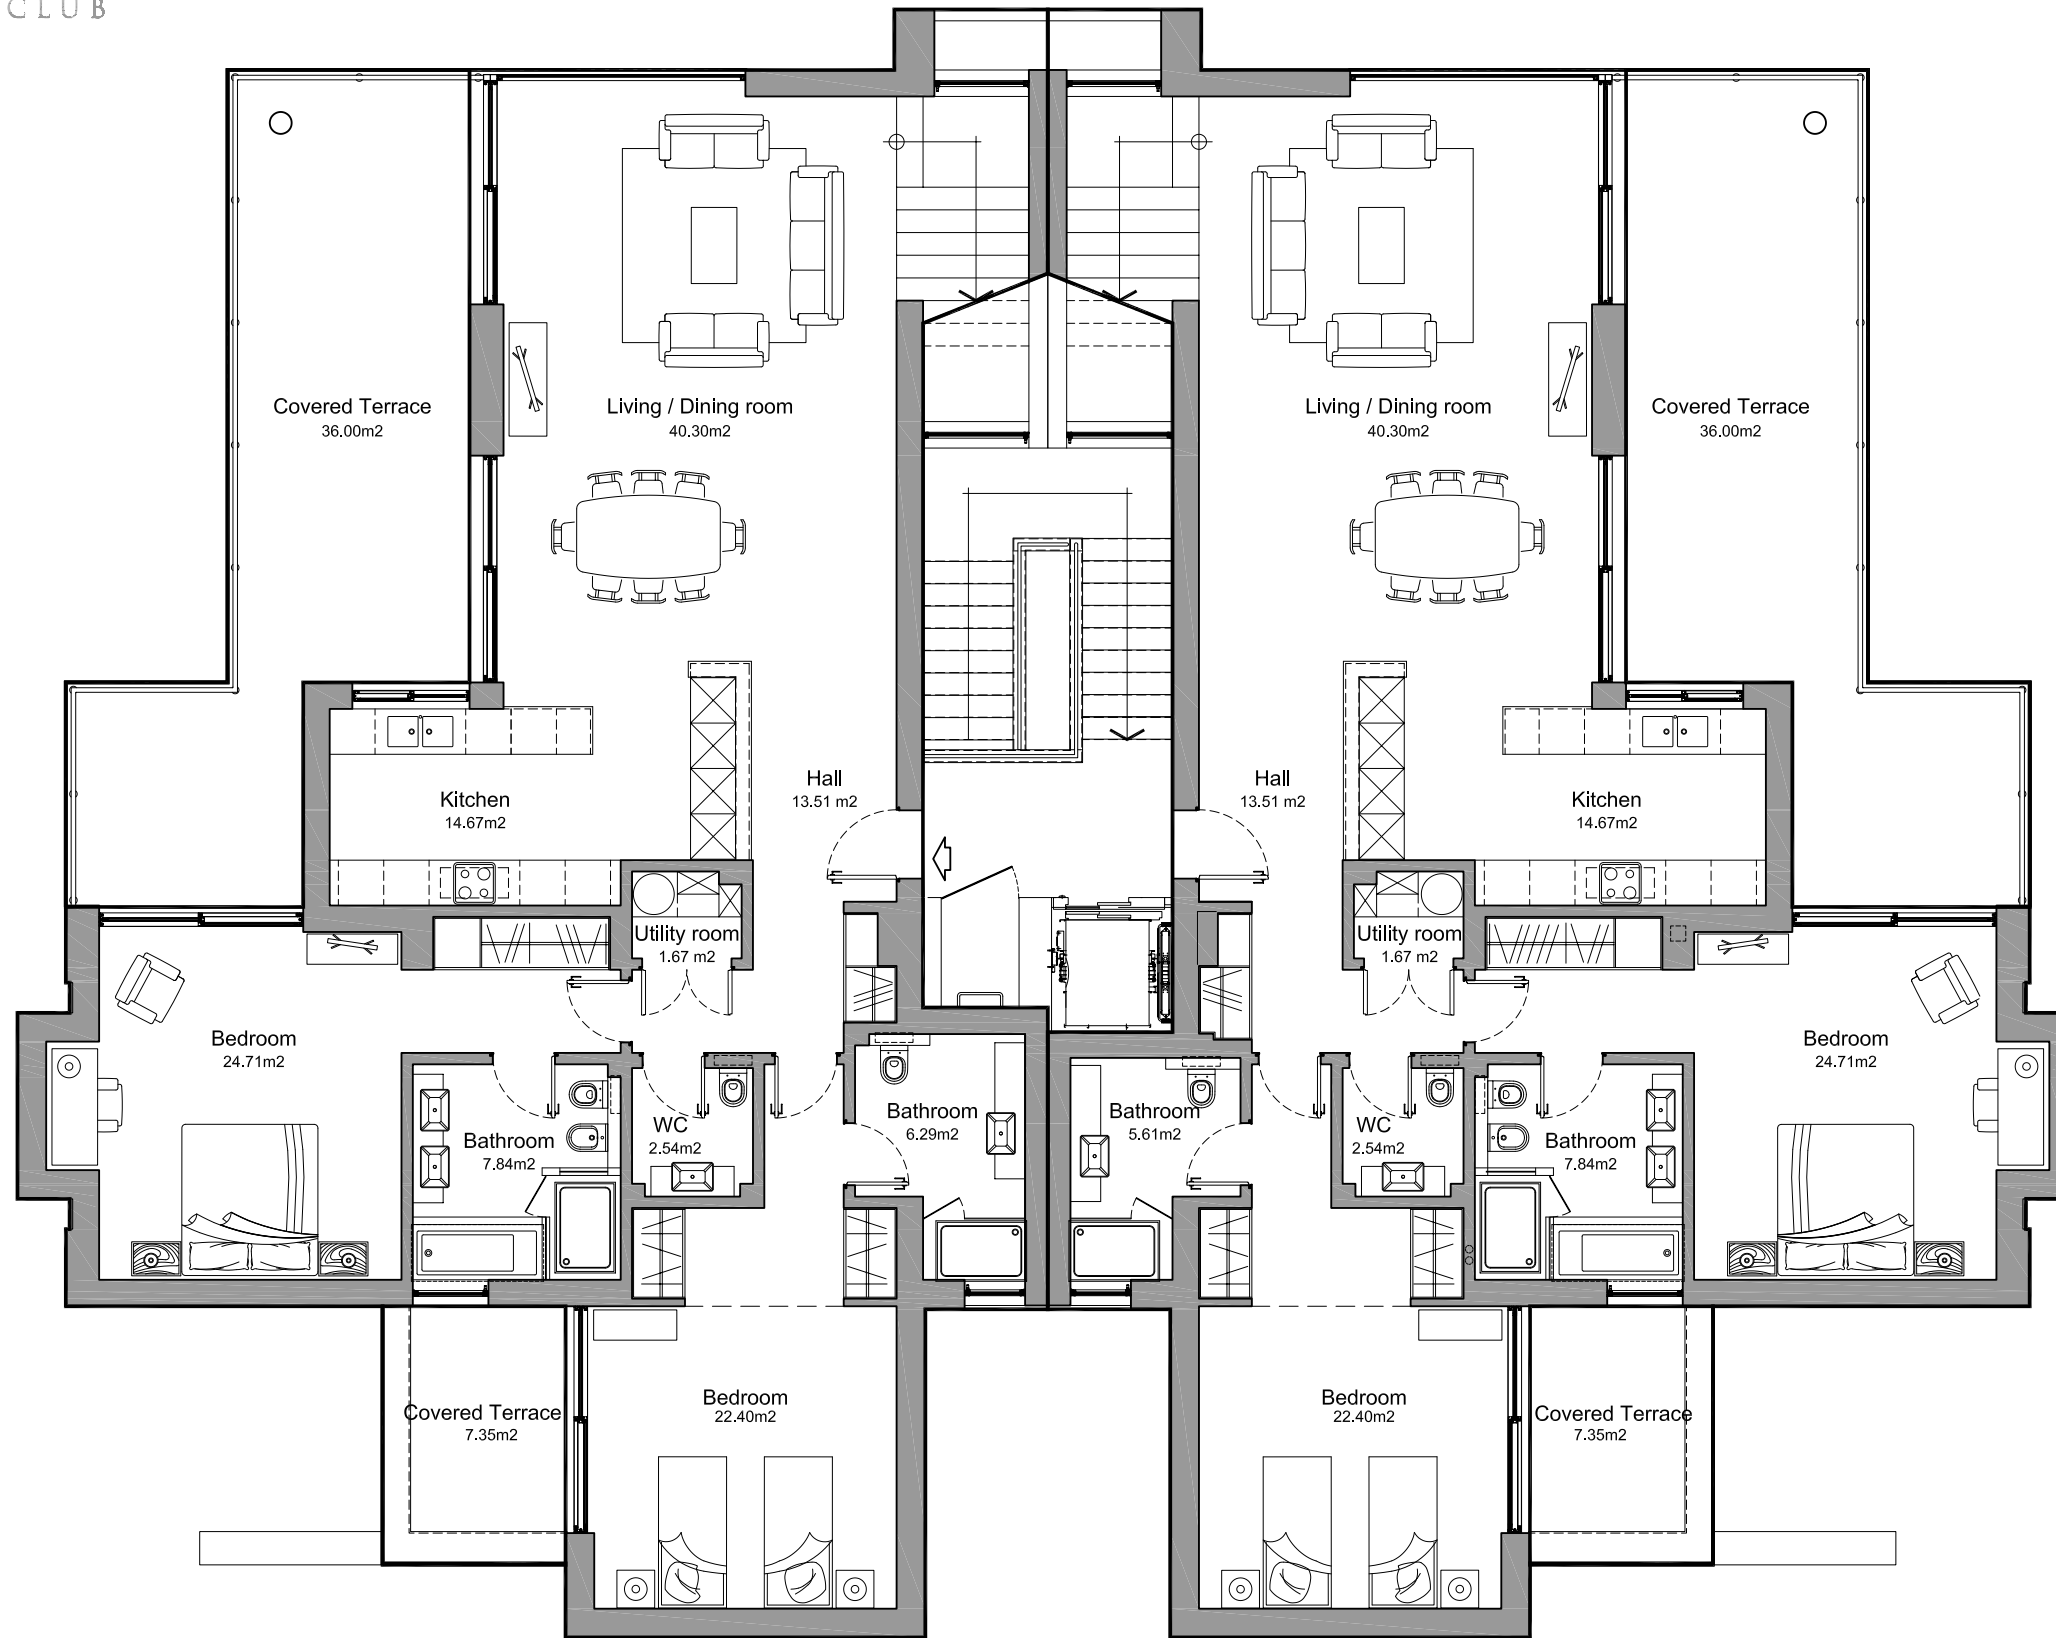 CLUB
Covered Terrace
36.00m2
Living / Dining room
40.30m2
Living / Dining room
40.30m2
Covered Terrace
36.00m2
Hall
13.51 m2
Hall
13.51 m2
Kitchen
14.67m2
Kitchen
14.67m2
Utility room
1.67 m2
Utility room
1.67 m2
Bedroom
24.71m2
Bedroom
24.71m2
Bathroom
7.84m2
WC
2.54m2
Bathroom
6.29m2
Bathroom
5.61m2
WC
2.54m2
Bathroom
7.84m2
Covered Terrace
7.35m2
Bedroom
22.40m2
Bedroom
22.40m2
Covered Terrace
7.35m2